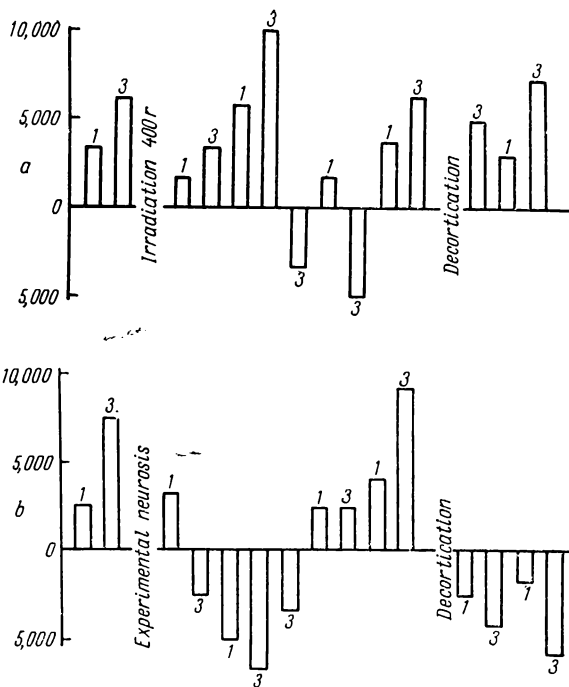 10,000
5,000
a
0
5,000
1 3
Irradiation 400 r
1 3 1 3 3 1 3 1 3
Decortication
3 1 3
10,000
5,000
b
0
5,000
1 3
Experimental neurosis
1 3 1 3 3 1 3 1 3
Decortication
1 3 1 3